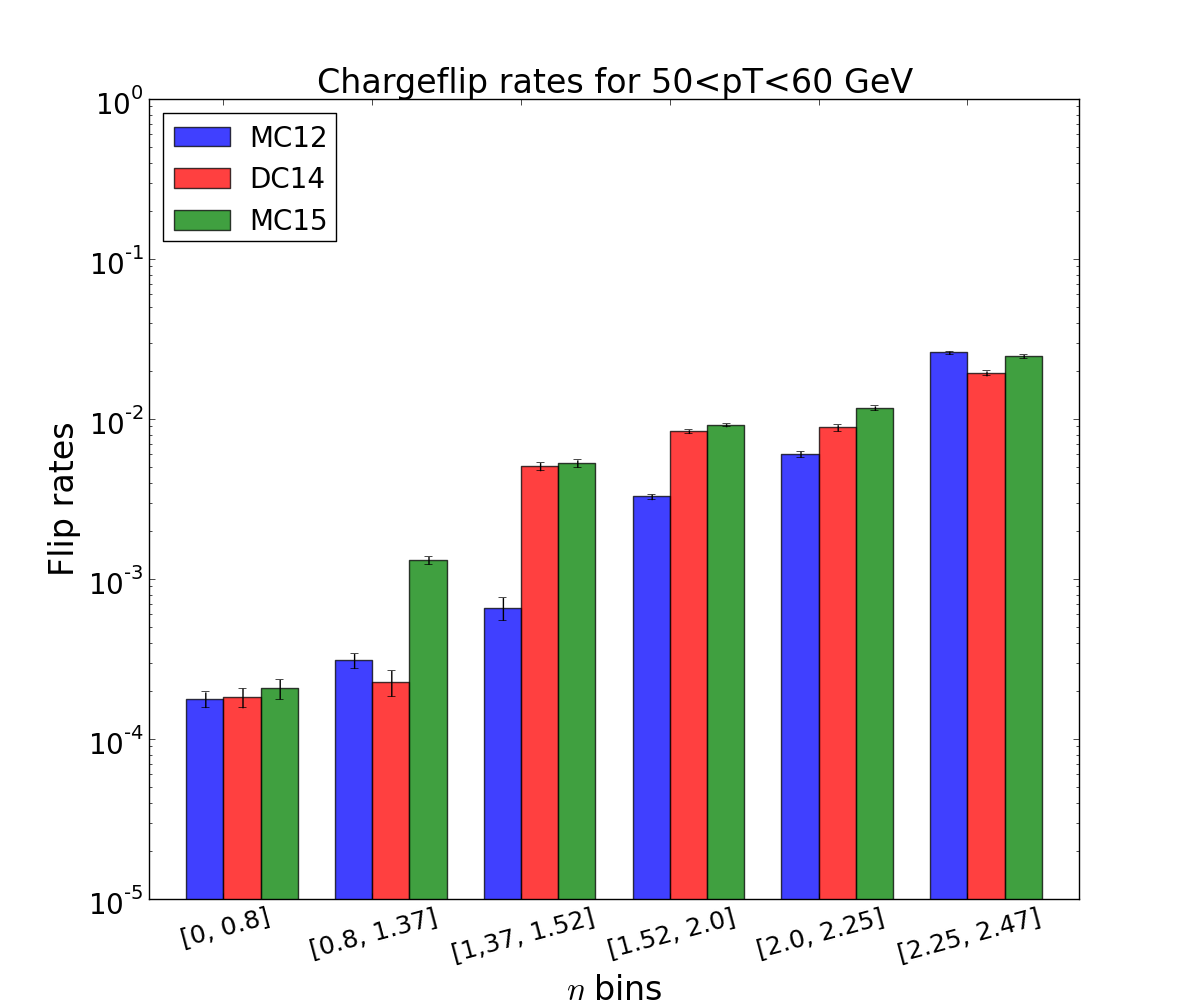 Chargeflip rates for 50<pT<60 GeV
10^0
10^-1
10^-2
10^-3
10^-4
10^-5
Flip rates
MC12
DC14
MC15
[0, 0.8]
[0.8, 1.37]
[1,37, 1.52]
[1.52, 2.0]
[2.0, 2.25]
[2.25, 2.47]
η bins